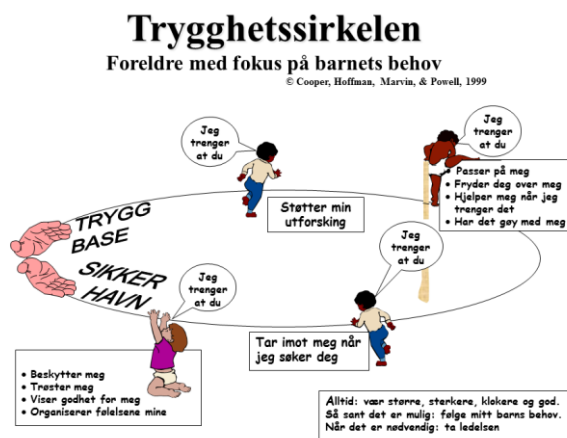 Trygghetssirkelen
Foreldre med fokus på barnets behov
© Cooper, Hoffman, Marvin, & Powell, 1999
Jeg
trenger
at du
Støtter min
utforsking
Jeg
trenger
at du
• Passer på meg
• Fryder deg over meg
• Hjelper meg når jeg
trenger det
• Har det gøy med meg
TRYGG
BASE
SIKKER
HAVN
Jeg
trenger
at du
Tar imot meg når
jeg søker deg
Jeg
trenger
at du
• Beskytter meg
• Trøster meg
• Viser godhet for meg
• Organiserer følelsene mine
Alltid: vær større, sterkere, klokere og god.
Så sant det er mulig: følge mitt barns behov.
Når det er nødvendig: ta ledelsen